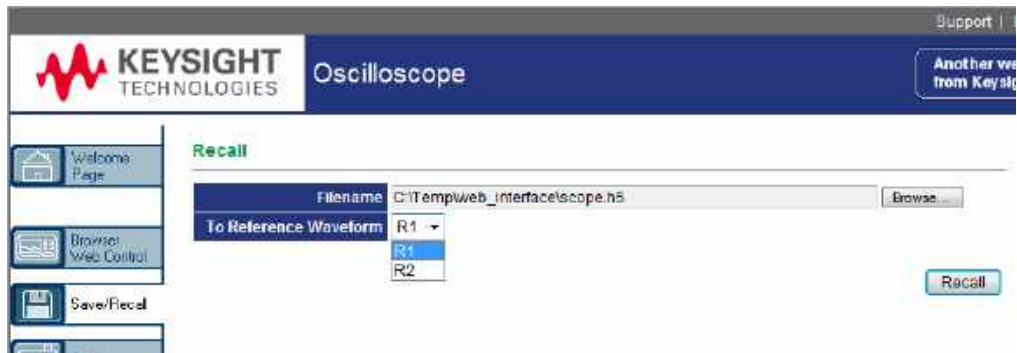 Support |
KEYSIGHT
TECHNOLOGIES
Oscilloscope
Another we
from Keysig
Welcome
Page
Recall
Filename C:\Temp\web_interface\scope.h5 Browse...
To Reference Waveform R1
R1
R2
Browser
Web Control
Save/Recall
Recall